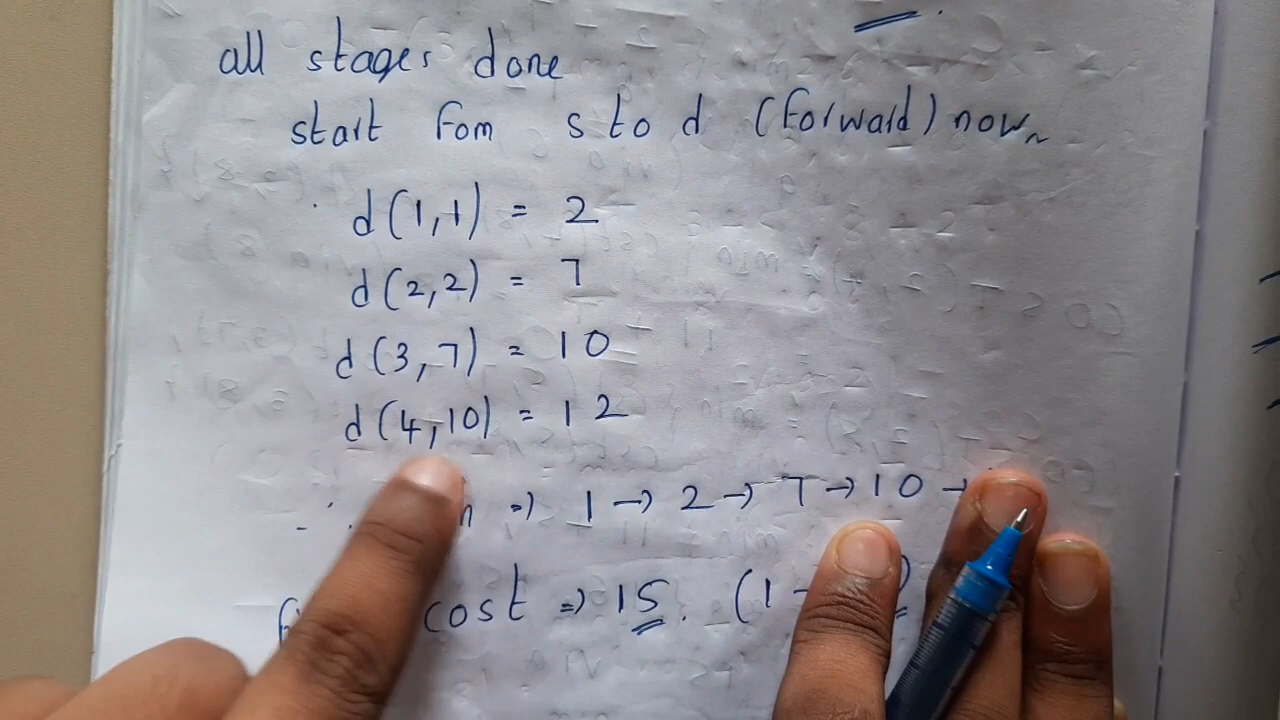 all stages done
start fom s to d (forward) now
d(1,1) = 2
d(2,2) = 7
d(3,7) = 10
d(4,10) = 12
⇒ 1 → 2 → 7 → 10 →
cost ⇒ 15. (1 -